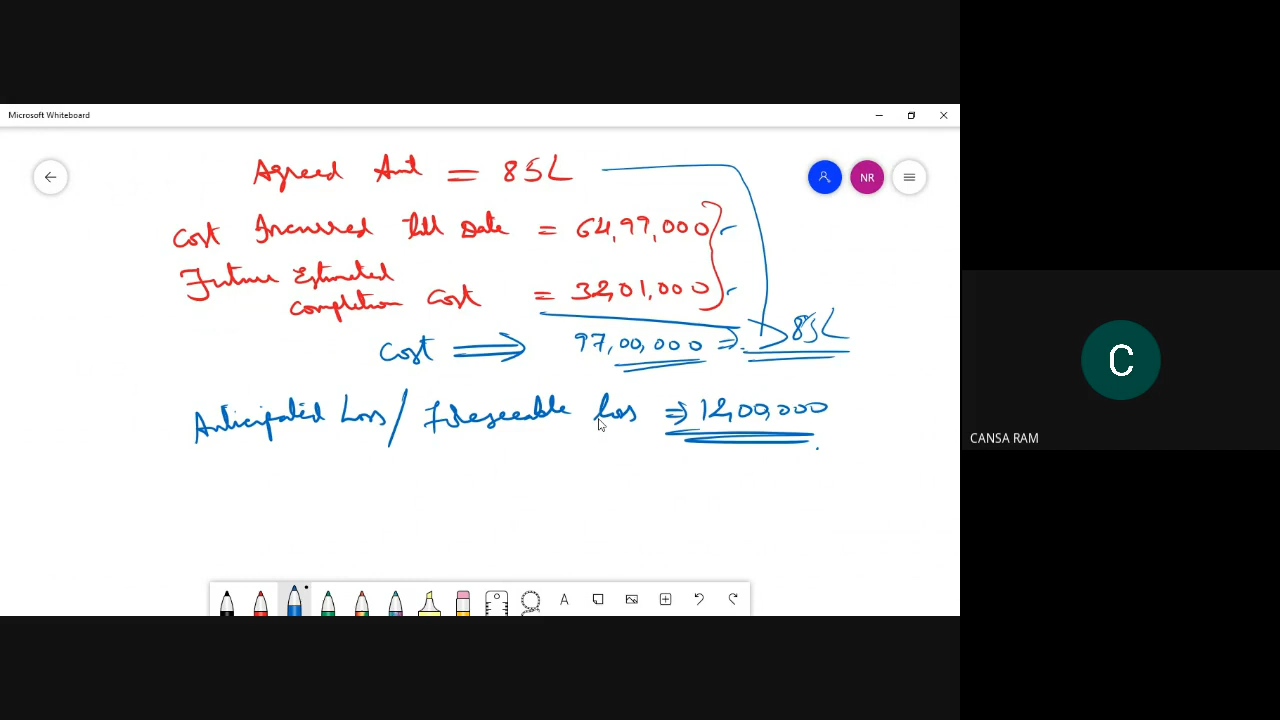 Microsoft Whiteboard
Agreed Amt = 85L
NR
Cost Incurred till Date = 64,97,000
Future Estimated
completion Cost = 32,01,000
Cost ⇒ 97,00,000 ⇒ 85L
Anticipated Loss / Foreseeable loss ⇒ 12,00,000
C
CANSA RAM
A